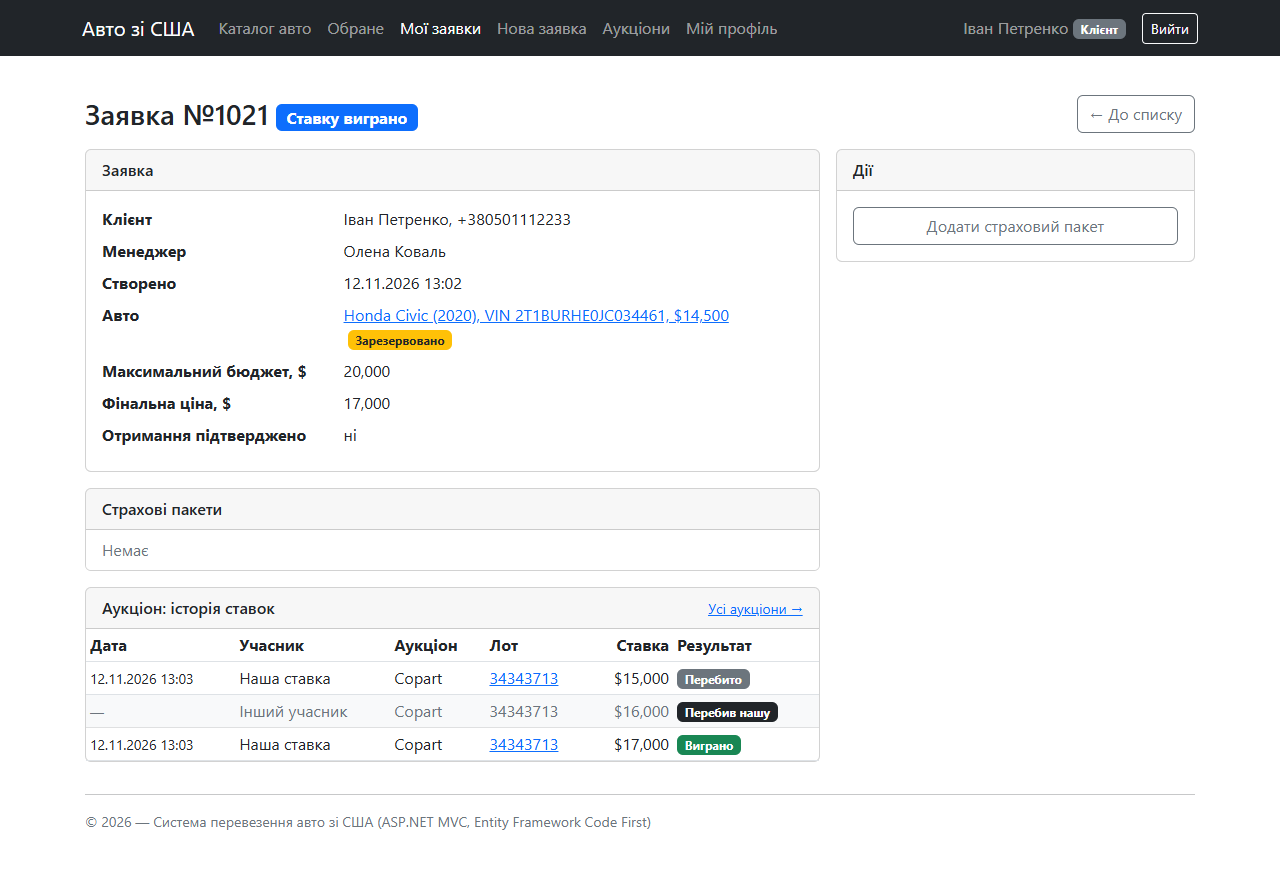 Авто зі США Каталог авто Обране Мої заявки Нова заявка Аукціони Мій профіль Іван Петренко Клієнт Вийти
Заявка №1021 Ставку виграно ← До списку
Заявка
Клієнт Іван Петренко, +380501112233
Менеджер Олена Коваль
Створено 12.11.2026 13:02
Авто Honda Civic (2020), VIN 2T1BURHE0JC034461, $14,500
Зарезервовано
Максимальний бюджет, $ 20,000
Фінальна ціна, $ 17,000
Отримання підтверджено ні
Дії
Додати страховий пакет
Страхові пакети
Немає
Аукціон: історія ставок Усі аукціони →
Дата Учасник Аукціон Лот Ставка Результат
12.11.2026 13:03 Наша ставка Copart 34343713 $15,000 Перебито
— Інший учасник Copart 34343713 $16,000 Перебив нашу
12.11.2026 13:03 Наша ставка Copart 34343713 $17,000 Виграно
© 2026 — Система перевезення авто зі США (ASP.NET MVC, Entity Framework Code First)